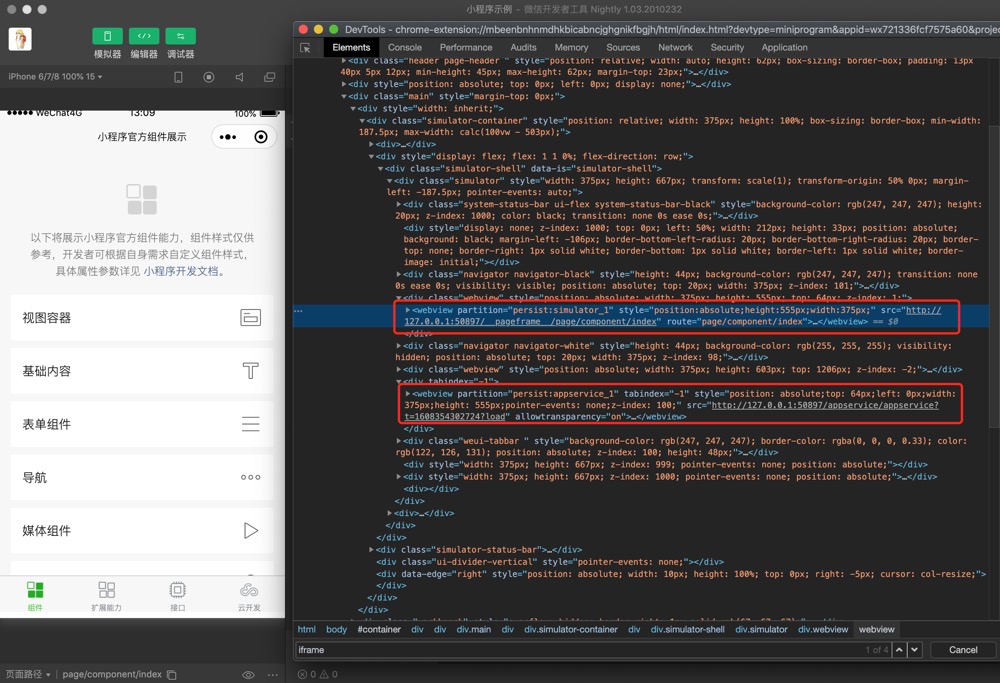 小程序示例 - 微信开发者工具 Nightly 1.03.2010232
模拟器 编辑器 调试器
iPhone 6/7/8 100% 15
WeChat4G 13:09 100%
小程序官方组件展示
以下将展示小程序官方组件能力，组件样式仅供
参考，开发者可根据自身需求自定义组件样式，
具体属性参数详见 小程序开发文档。
视图容器
基础内容
表单组件
导航
媒体组件
组件 扩展能力 接口 云开发
页面路径 page/component/index
DevTools - chrome-extension://mbeenbnhnmdhkbicabncjghgnikfbgjh/html/index.html?devtype=miniprogram&appid=wx721336fcf7575a60&projec
Elements Console Performance Audits Memory Sources Network Security Application
<div class="header page-header " style="position: relative; width: auto; height: 62px; box-sizing: border-box; padding: 13px
40px 5px 12px; min-height: 45px; max-height: 62px; margin-top: 23px;">…</div>
<div style="position: absolute; top: 0px; left: 0px; display: none;">…</div>
<div class="main" style="margin-top: 0px;">
<div style="width: inherit;">
<div class="simulator-container" style="position: relative; width: 375px; height: 100%; box-sizing: border-box; min-width:
187.5px; max-width: calc(100vw - 503px);">
<div>…</div>
<div style="display: flex; flex: 1 1 0%; flex-direction: row;">
<div class="simulator-shell" data-is="simulator-shell">
<div class="simulator" style="width: 375px; height: 667px; transform: scale(1); transform-origin: 50% 0px; margin-
left: -187.5px; pointer-events: auto;">
<div class="system-status-bar ui-flex system-status-bar-black" style="background-color: rgb(247, 247, 247); height:
20px; z-index: 1000; color: black; transition: none 0s ease 0s;">…</div>
<div style="display: none; z-index: 1000; top: 0px; left: 50%; width: 212px; height: 33px; position: absolute;
background: black; margin-left: -106px; border-bottom-left-radius: 20px; border-bottom-right-radius: 20px; border-
top: none; border-right: 1px solid white; border-bottom: 1px solid white; border-left: 1px solid white; border-
image: initial;"></div>
<div class="navigator navigator-black" style="height: 44px; background-color: rgb(247, 247, 247); transition: none
0s ease 0s; visibility: visible; position: absolute; top: 20px; width: 375px; z-index: 101;">…</div>
<div class="webview" style="position: absolute; width: 375px; height: 555px; top: 64px; z-index: 1;">
<webview partition="persist:simulator_1" style="position:absolute;height:555px;width:375px;" src="http://
127.0.0.1:50897/__pageframe__/page/component/index" route="page/component/index">…</webview> == $0
</div>
<div class="navigator navigator-white" style="height: 44px; background-color: rgb(255, 255, 255); visibility:
hidden; position: absolute; top: 20px; width: 375px; z-index: 98;">…</div>
<div class="webview" style="position: absolute; width: 375px; height: 603px; top: 1206px; z-index: -2;">…</div>
<div tabindex="-1">
<webview partition="persist:appservice_1" tabindex="-1" style="position: absolute;top: 64px;left: 0px;width:
375px;height: 555px;pointer-events: none;z-index: 100;" src="http://127.0.0.1:50897/appservice/appservice?
t=1608354302724?load" allowtransparency="on">…</webview>
</div>
<div class="weui-tabbar " style="background-color: rgb(247, 247, 247); border-color: rgba(0, 0, 0, 0.33); color:
rgb(122, 126, 131); position: absolute; z-index: 100; height: 48px;">…</div>
<div style="width: 375px; height: 667px; z-index: 999; pointer-events: none; position: absolute;"></div>
<div style="width: 375px; height: 667px; z-index: 1000; pointer-events: none; position: absolute;">…</div>
<div></div>
</div>
<div>…</div>
</div>
</div>
<div class="simulator-status-bar">…</div>
<div class="ui-divider-vertical" style="pointer-events: none;"></div>
<div data-edge="right" style="position: absolute; width: 10px; height: 100%; top: 0px; right: -5px; cursor: col-resize;">
</div>
</div>
</div>
html body #container div div div.main div div.simulator-container div div.simulator-shell div.simulator div.webview webview
iframe 1 of 4 Cancel
0 0